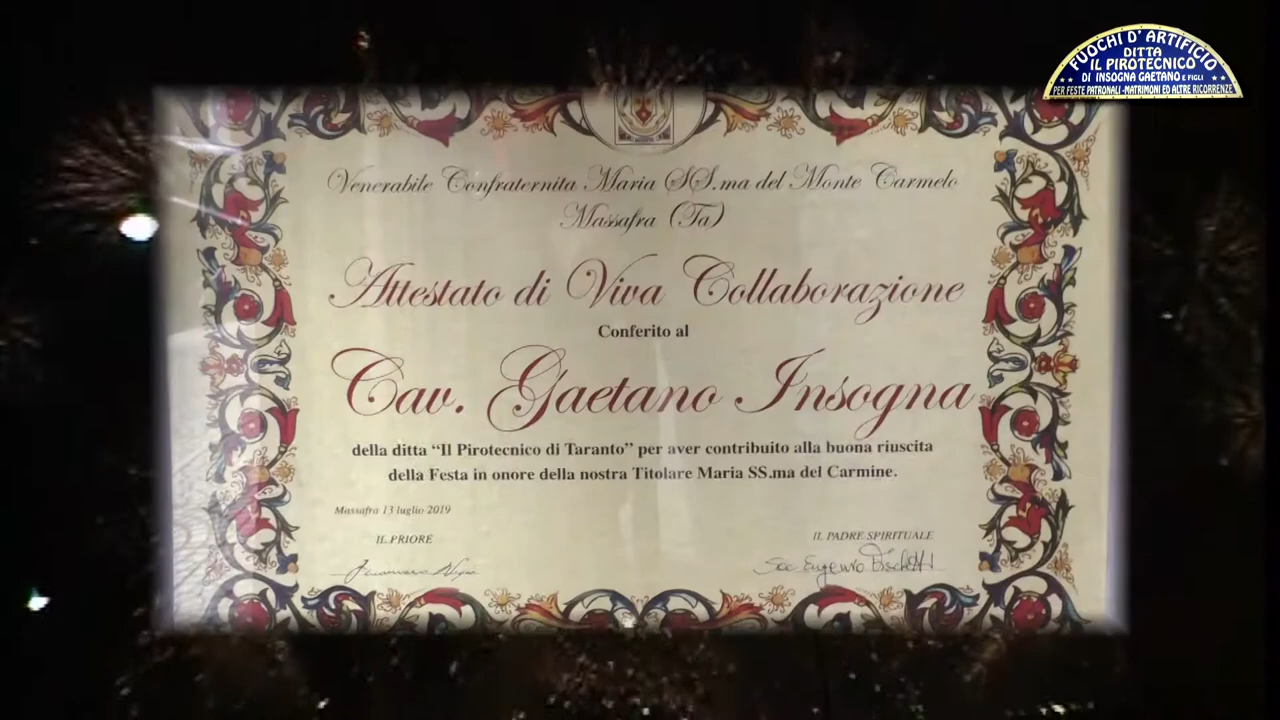 FUOCHI D' ARTIFICIO
DITTA
IL PIROTECNICO
DI INSOGNA GAETANO E FIGLI
PER FESTE PATRONALI -MATRIMONI ED ALTRE RICORRENZE
Venerabile Confraternita Maria SS.ma del Monte Carmelo
Massafra (Ta)
Attestato di Viva Collaborazione
Conferito al
Cav. Gaetano Insogna
della ditta “Il Pirotecnico di Taranto” per aver contribuito alla buona riuscita
della Festa in onore della nostra Titolare Maria SS.ma del Carmine.
Massafra 13 luglio 2019
IL PRIORE
IL PADRE SPIRITUALE
Sac. Eugenio